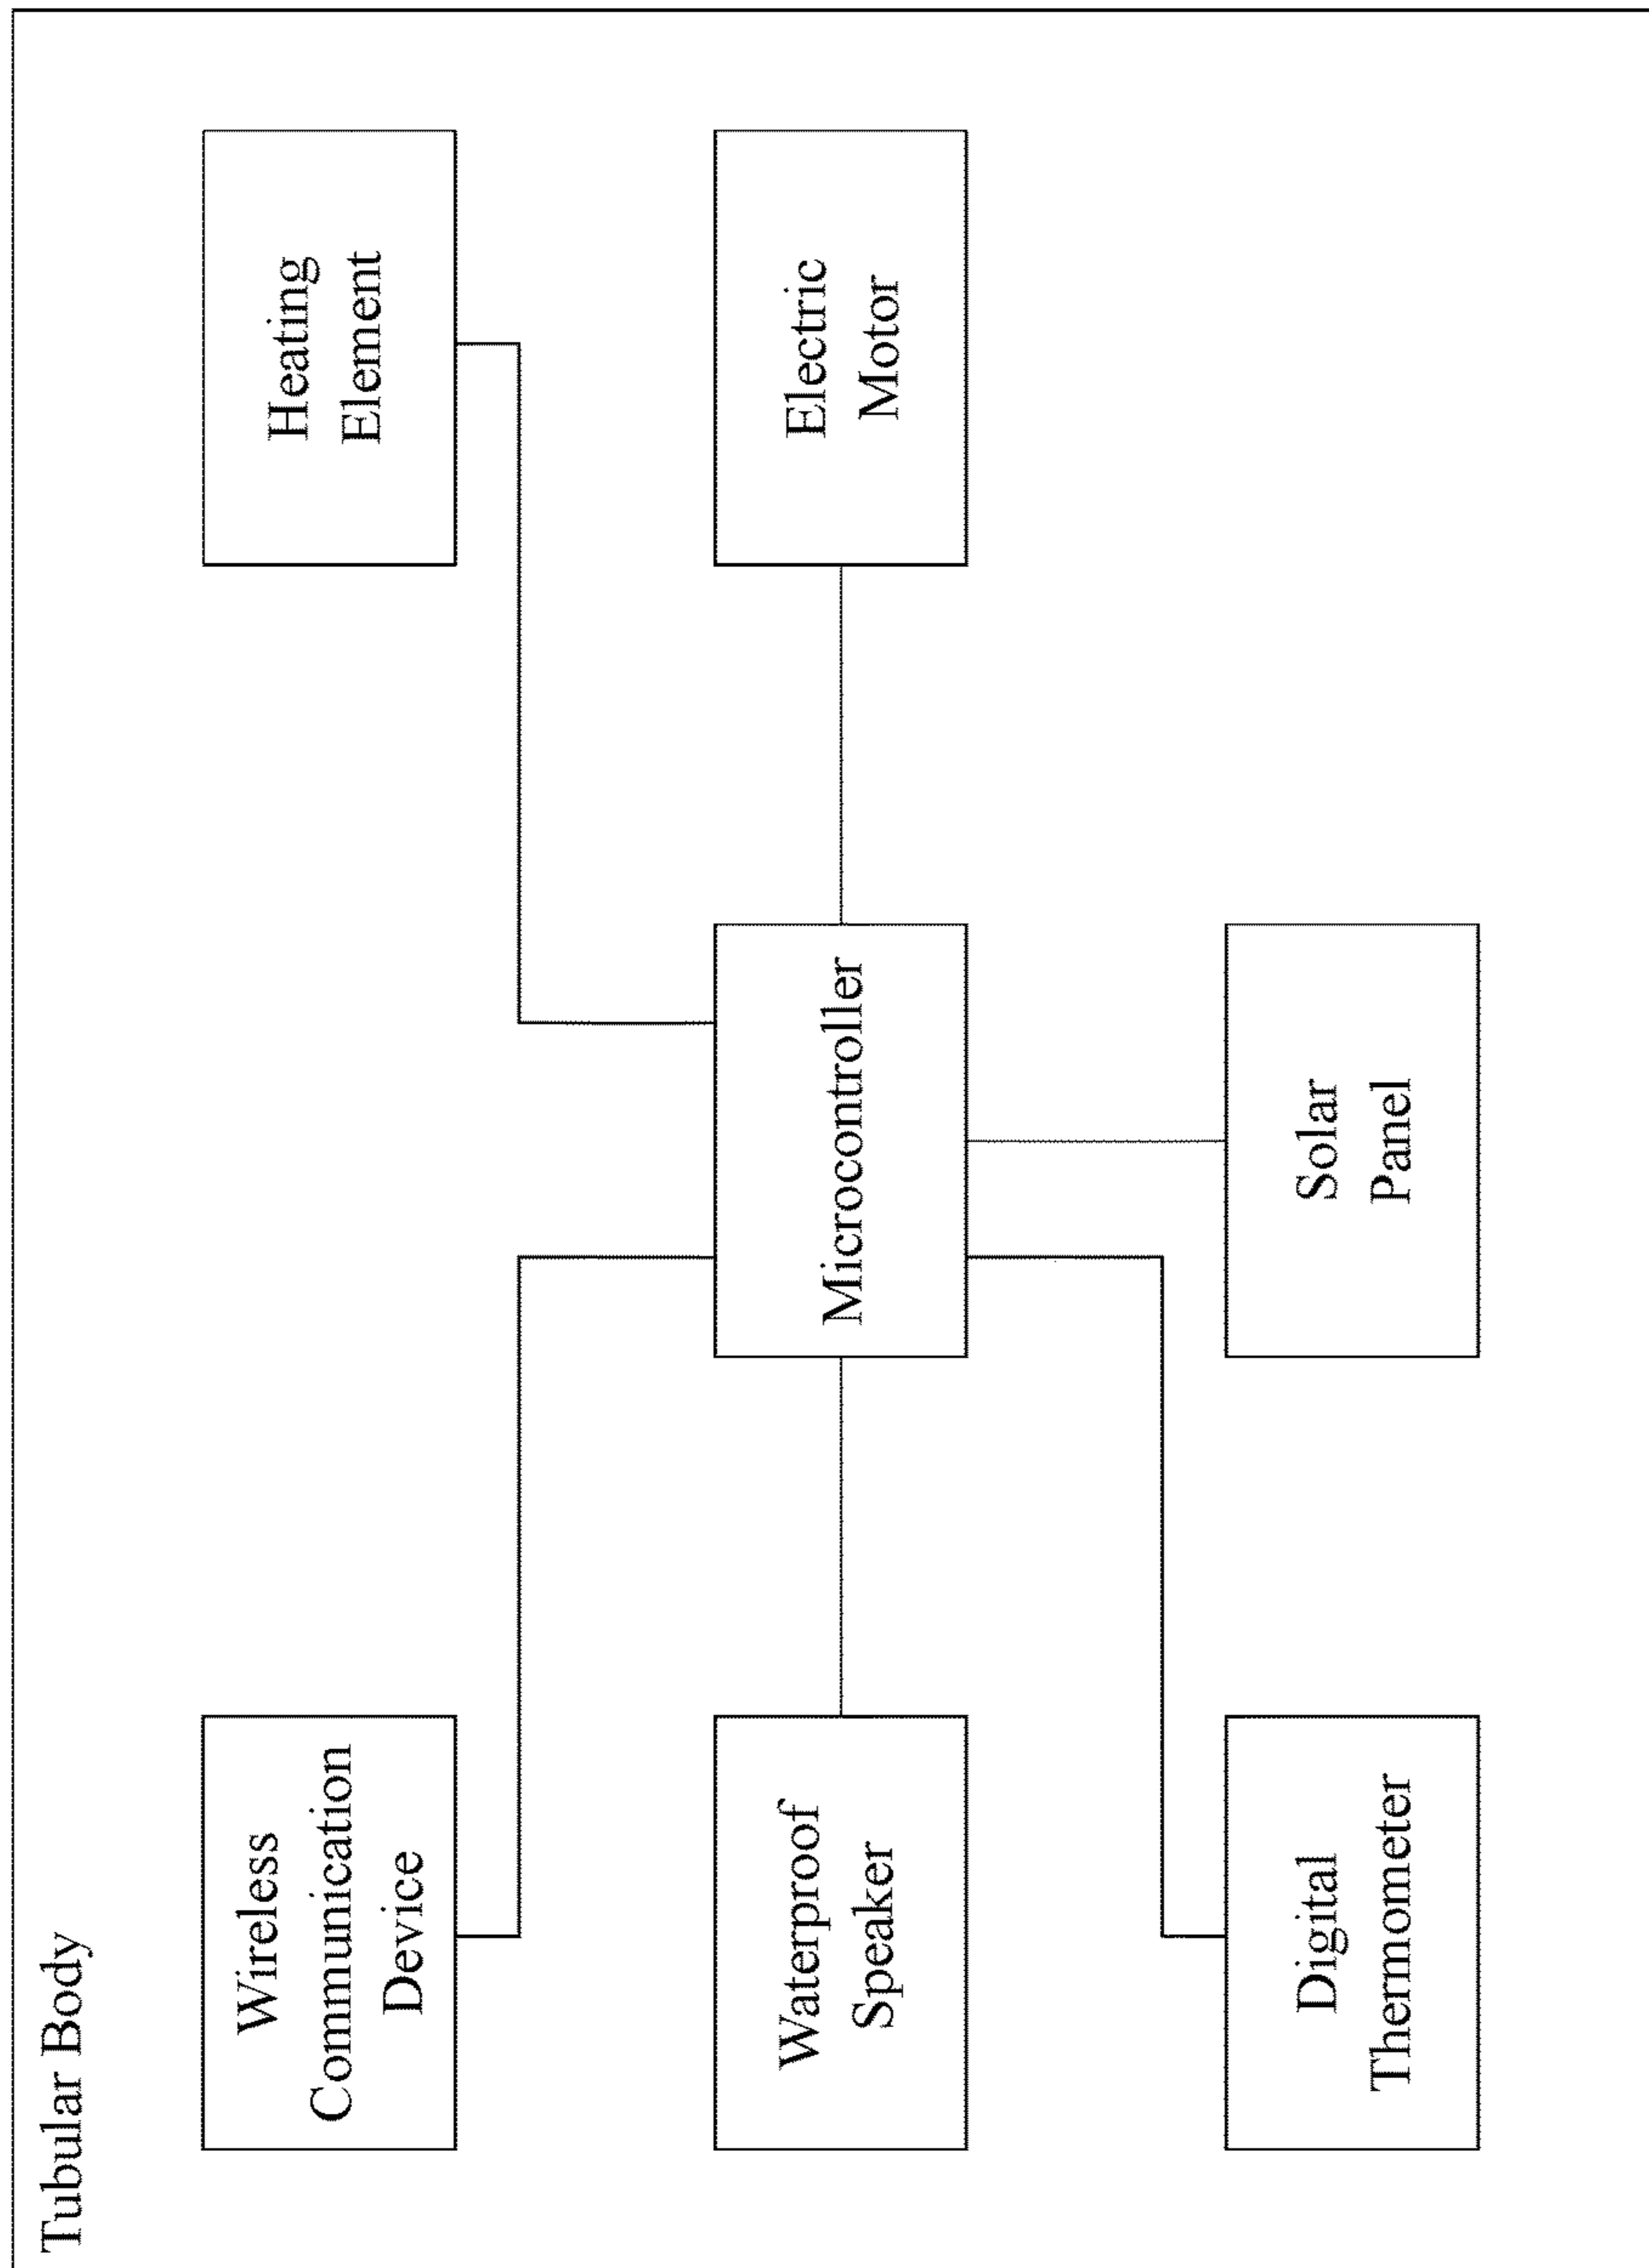 Tubular Body
Wireless
Communication
Device
Heating
Element
Waterproof
Speaker
Microcontroller
Electric
Motor
Digital
Thermometer
Solar
Panel